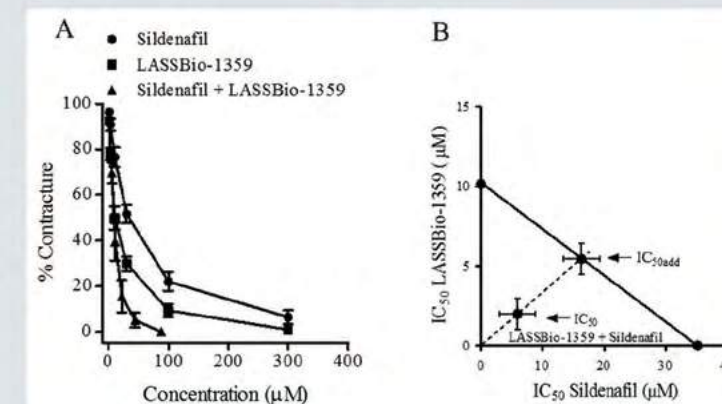 A
Sildenafil
LASSBio-1359
Sildenafil + LASSBio-1359
% Contracture
100
80
60
40
20
0
0 100 200 300 400
Concentration (μM)
B
IC50 LASSBio-1359 ( μM)
15
10
5
0
IC50add
IC50
LASSBio-1359 + Sildenafil
0 10 20 30 40
IC50 Sildenafil (μM)